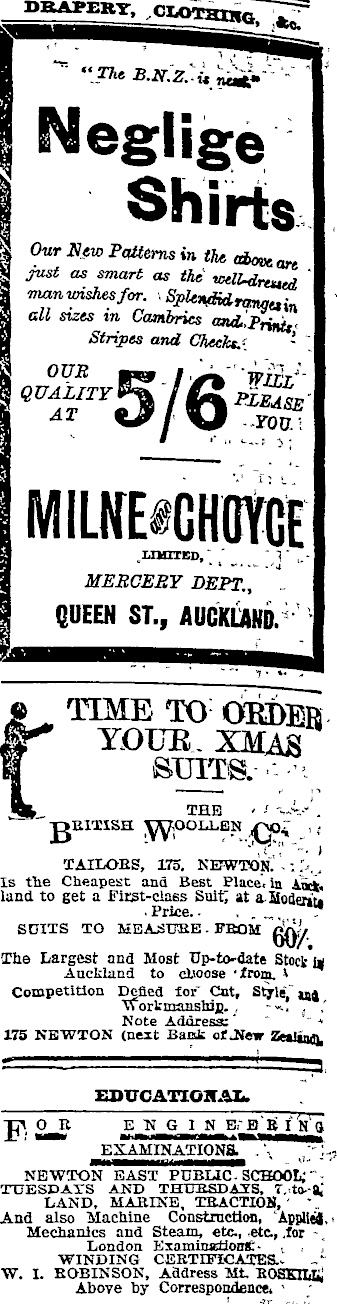 DRAPERY, CLOTHING, &c.
"The B.N.Z. is next."
Neglige
Shirts
Our New Patterns in the above are
just as smart as the well-dressed
man wishes for. Splendid ranges in
all sizes in Cambrics and Prints,
Stripes and Checks.
OUR
QUALITY
AT
5/6
WILL
PLEASE
YOU.
MILNE AND CHOYCE
LIMITED,
MERCERY DEPT.,
QUEEN ST., AUCKLAND.
TIME TO ORDER
YOUR XMAS
SUITS.
THE
BRITISH WOOLLEN CO.,
TAILORS, 175, NEWTON.
Is the Cheapest and Best Place in Auck-
land to get a First-class Suit, at a Moderate
Price.
SUITS TO MEASURE FROM 60/.
The Largest and Most Up-to-date Stock in
Auckland to choose from.
Competition Defied for Cut, Style, and
Workmanship.
Note Address:
175 NEWTON (next Bank of New Zealand).
EDUCATIONAL.
FOR ENGINEERING
EXAMINATIONS.
NEWTON EAST PUBLIC SCHOOL,
TUESDAYS AND THURSDAYS, 7 to 9,
LAND, MARINE, TRACTION,
And also Machine Construction, Applied
Mechanics and Steam, etc., etc., for
London Examinations.
WINDING CERTIFICATES.
W. I. ROBINSON, Address Mt. ROSKILL,
Above by Correspondence.